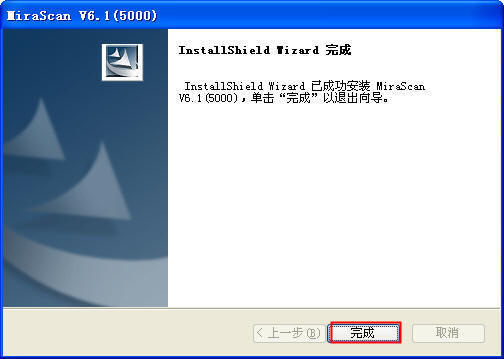 MiraScan V6.1(5000)
InstallShield Wizard 完成
InstallShield Wizard 已成功安装 MiraScan
V6.1(5000)，单击“完成”以退出向导。
< 上一步(B)
完成
取消